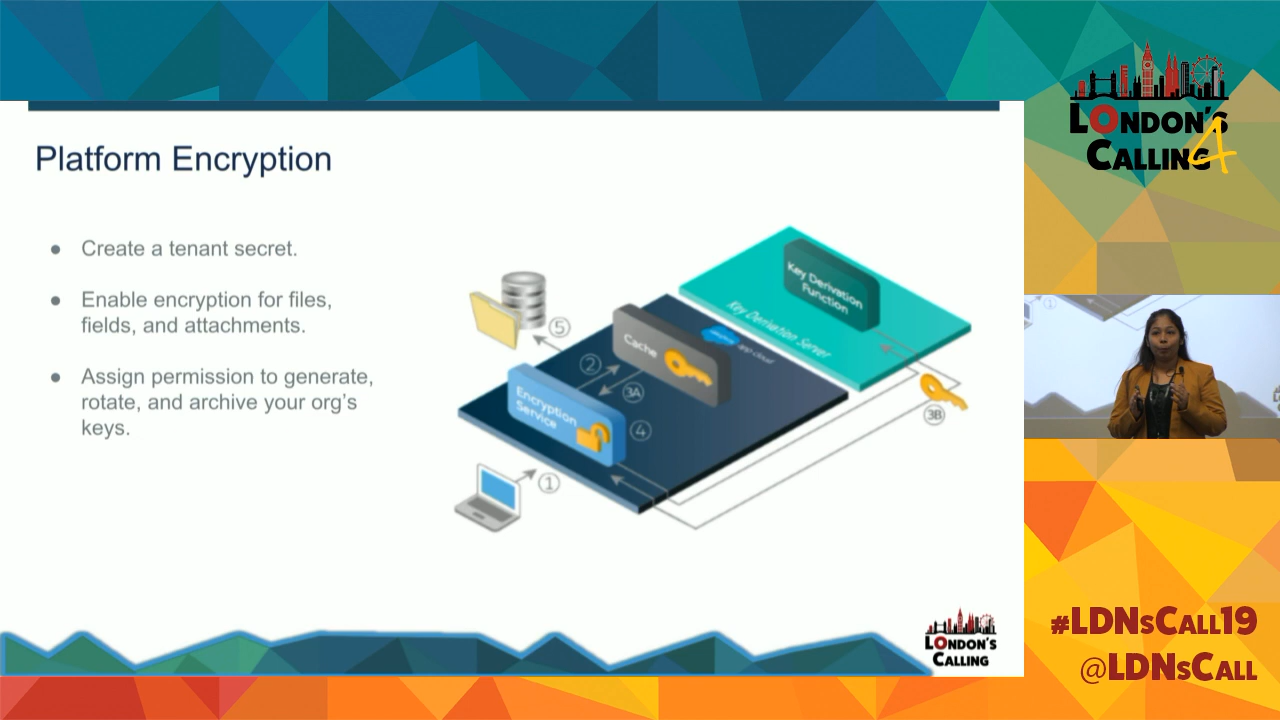 Platform Encryption
● Create a tenant secret.
● Enable encryption for files,
fields, and attachments.
● Assign permission to generate,
rotate, and archive your org's
keys.
Key Derivation
Function
Key Derivation Server
app cloud
Cache
Encryption
Service
1
2
3A
3B
4
5
LONDON'S
CALLING
LONDON'S
CALLING
4
#LDNsCALL19
@LDNsCALL